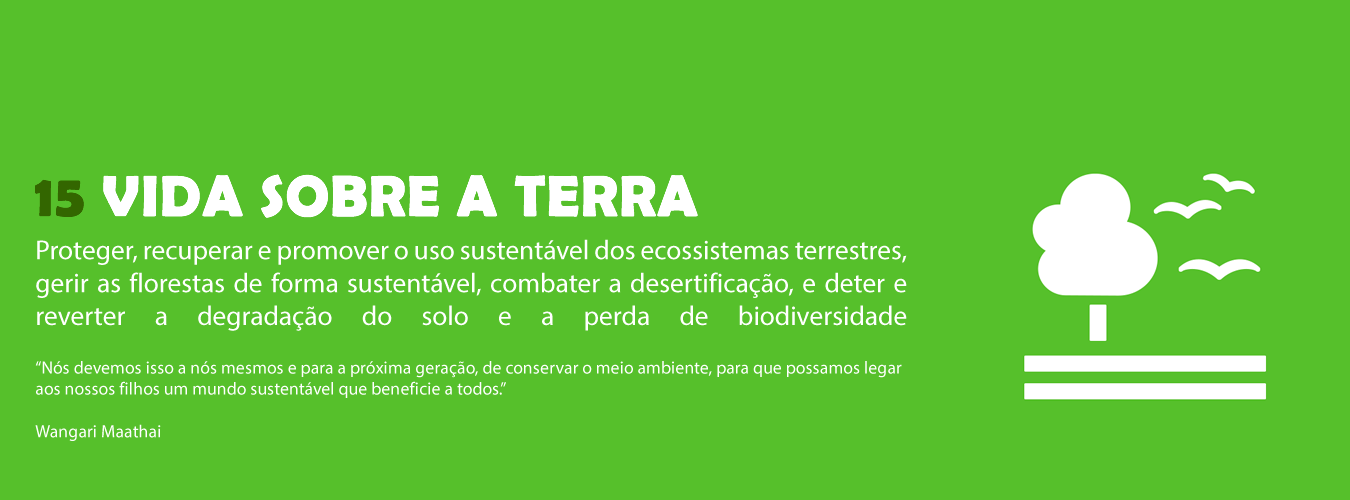 15 VIDA SOBRE A TERRA
Proteger, recuperar e promover o uso sustentável dos ecossistemas terrestres,
gerir as florestas de forma sustentável, combater a desertificação, e deter e
reverter a degradação do solo e a perda de biodiversidade
“Nós devemos isso a nós mesmos e para a próxima geração, de conservar o meio ambiente, para que possamos legar
aos nossos filhos um mundo sustentável que beneficie a todos.”
Wangari Maathai